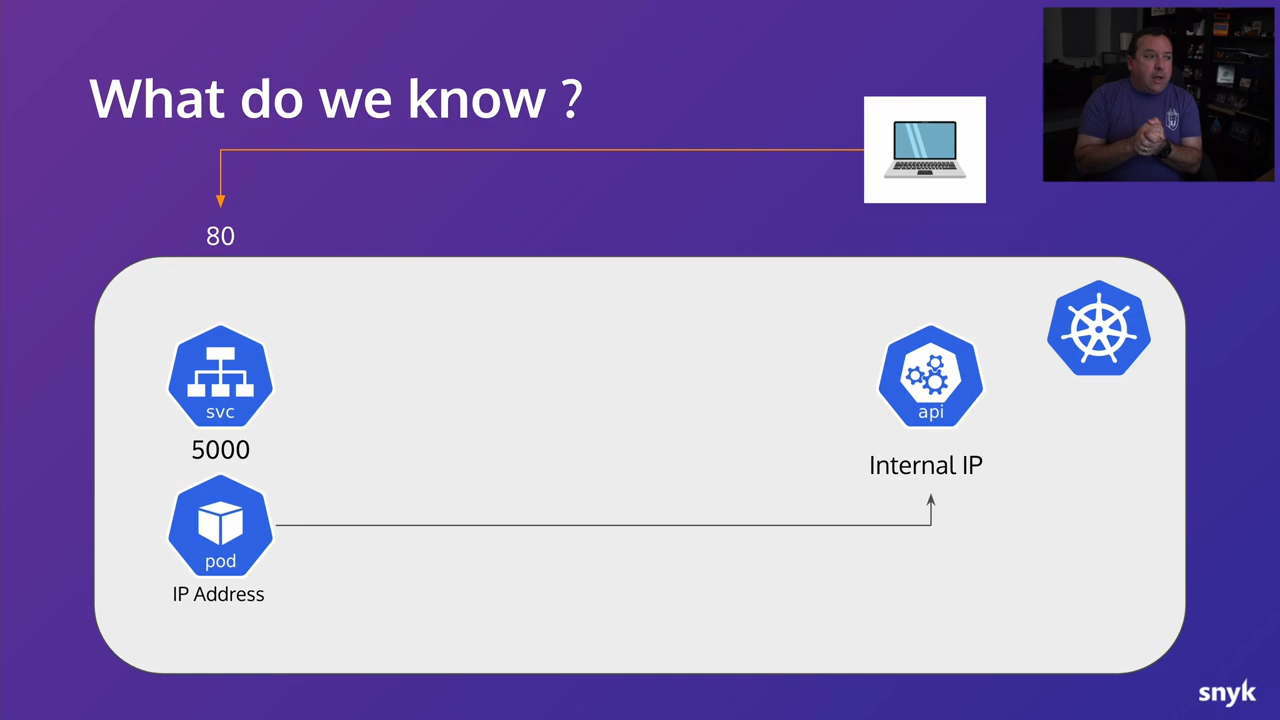 What do we know ?
80
svc
5000
pod
IP Address
api
Internal IP
snyk